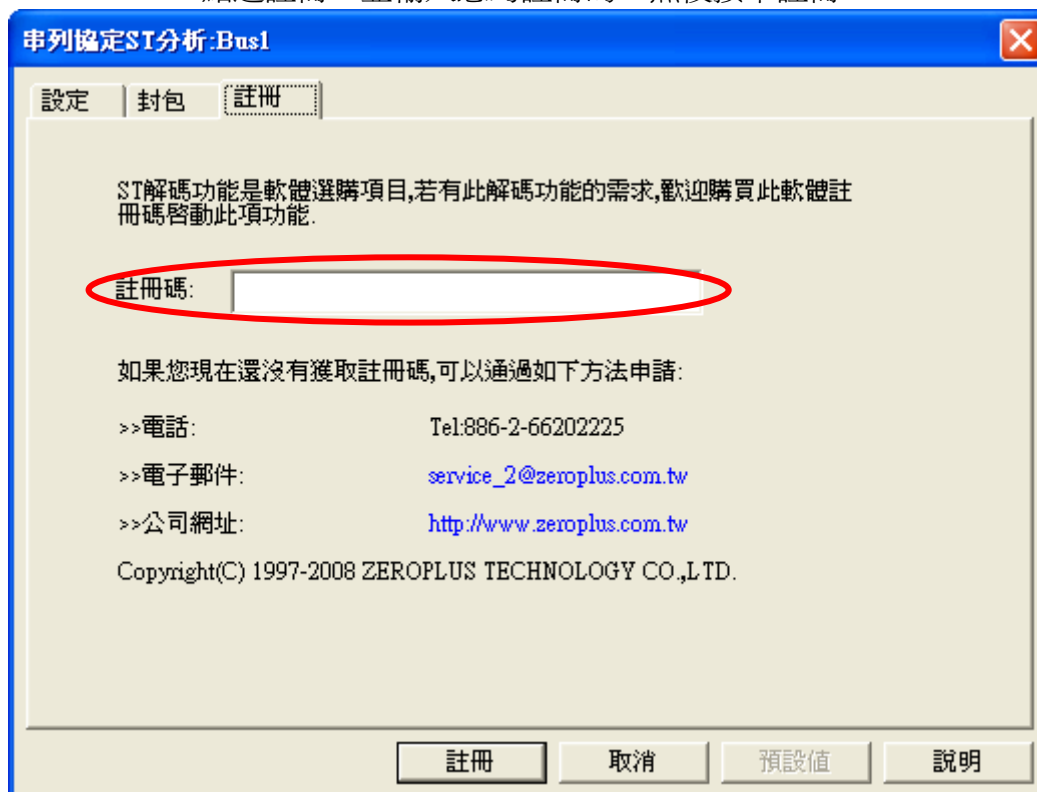 串列協定ST分析:Bus1
設定
封包
註冊
ST解碼功能是軟體選購項目,若有此解碼功能的需求,歡迎購買此軟體註
冊碼啓動此項功能.
註冊碼:
如果您現在還沒有獲取註冊碼,可以通過如下方法申請:
>>電話: Tel:886-2-66202225
>>電子郵件: service_2@zeroplus.com.tw
>>公司網址: http://www.zeroplus.com.tw
Copyright(C) 1997-2008 ZEROPLUS TECHNOLOGY CO.,LTD.
註冊
取消
預設值
說明